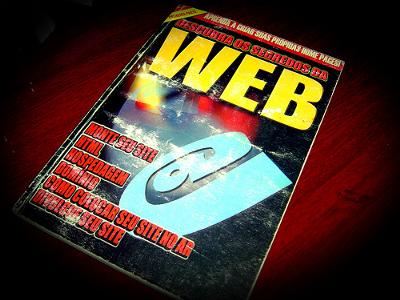 APRENDA A CRIAR SUAS PRÓPRIAS HOME PAGES!
DESCUBRA OS SEGREDOS DA
WEB
MONTE SEU SITE
HTML
HOSPEDAGEM
DOMÍNIO
COMO COLOCAR SEU SITE NO AR
DIVULGUE SEU SITE